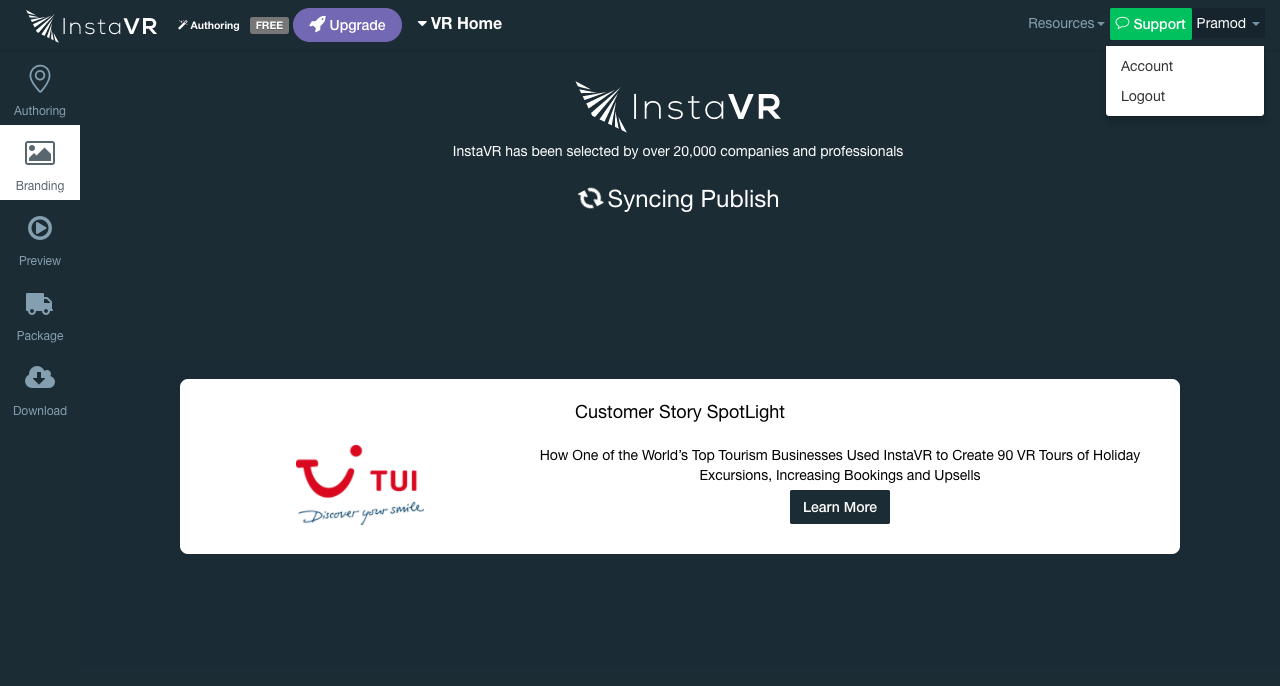 InstaVR
Authoring
FREE
Upgrade
VR Home
Resources
Support
Pramod
Account
Logout
Authoring
Branding
Preview
Package
Download
InstaVR
InstaVR has been selected by over 20,000 companies and professionals
Syncing Publish
Customer Story SpotLight
TUI
Discover your smile
How One of the World’s Top Tourism Businesses Used InstaVR to Create 90 VR Tours of Holiday
Excursions, Increasing Bookings and Upsells
Learn More